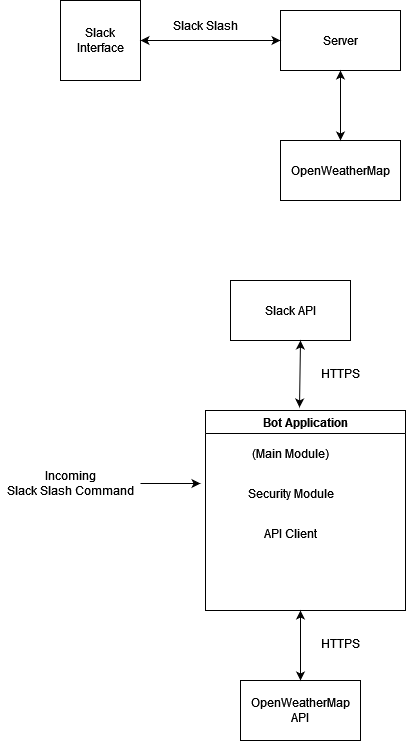 Slack
Interface
Slack Slash
Server
OpenWeatherMap
Slack API
HTTPS
Bot Application
(Main Module)
Incoming
Slack Slash Command
Security Module
API Client
HTTPS
OpenWeatherMap
API